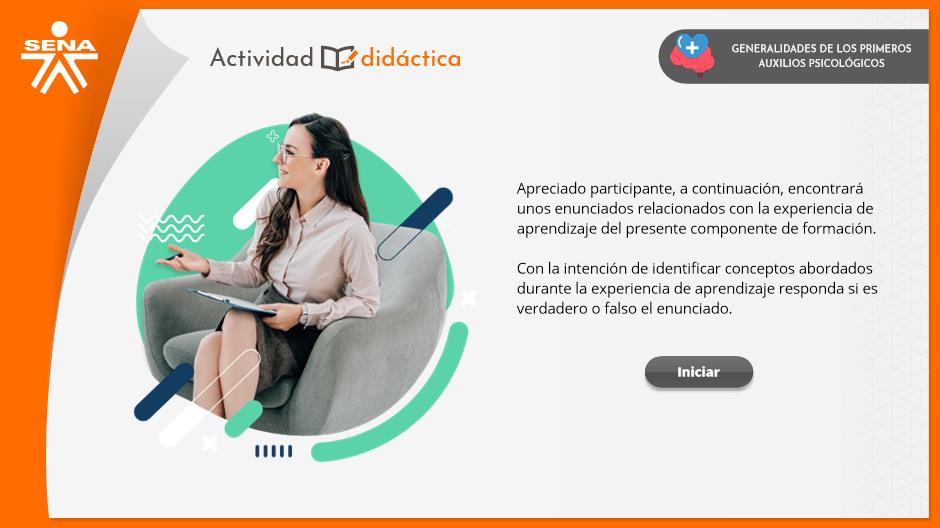 SENA
Actividad didáctica
GENERALIDADES DE LOS PRIMEROS
AUXILIOS PSICOLÓGICOS
Apreciado participante, a continuación, encontrará
unos enunciados relacionados con la experiencia de
aprendizaje del presente componente de formación.
Con la intención de identificar conceptos abordados
durante la experiencia de aprendizaje responda si es
verdadero o falso el enunciado.
Iniciar